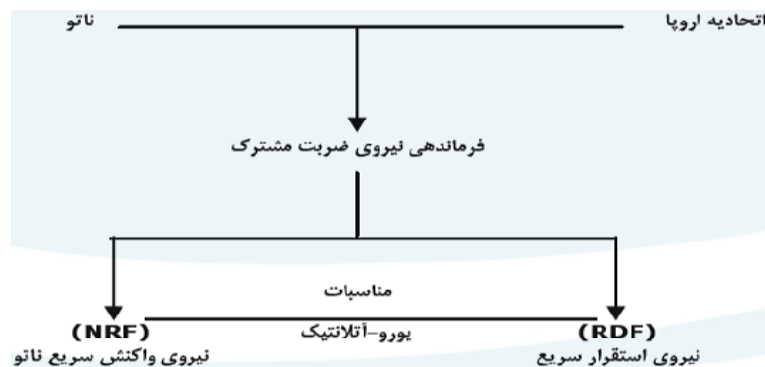 اتحادیه اروپا
ناتو
فرماندهی نیروی ضربت مشترک
مناسبات
یورو-آتلانتیک
(RDF)
نیروی استقرار سریع
(NRF)
نیروی واکنش سریع ناتو